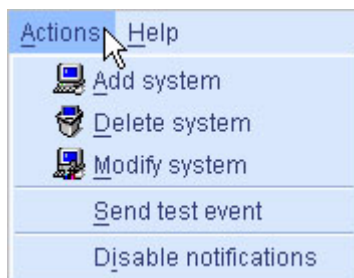 Actions Help
Add system
Delete system
Modify system
Send test event
Disable notifications